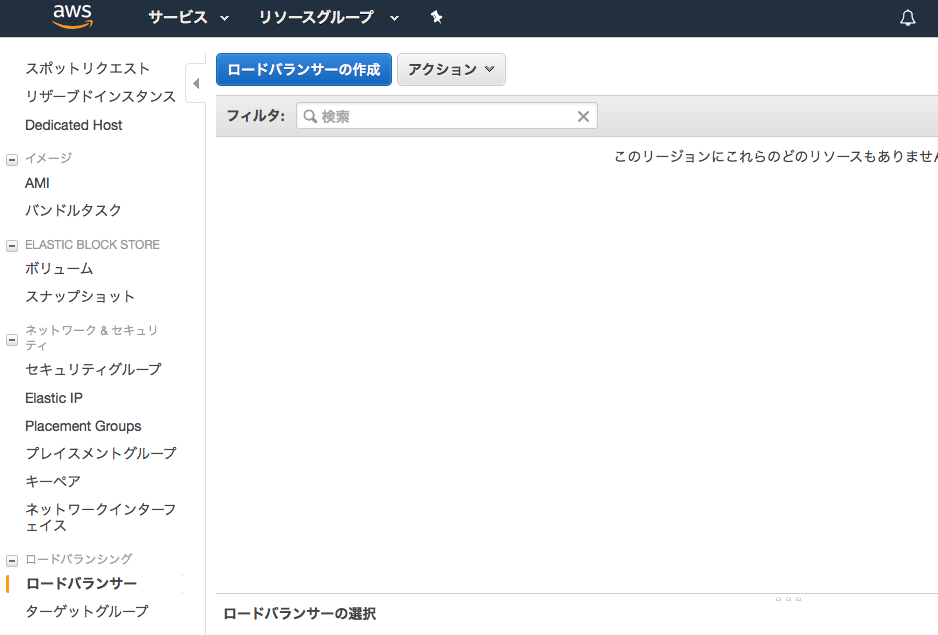 aws サービス リソースグループ
スポットリクエスト
リザーブドインスタンス
Dedicated Host
イメージ
AMI
バンドルタスク
ELASTIC BLOCK STORE
ボリューム
スナップショット
ネットワーク & セキュリ
ティ
セキュリティグループ
Elastic IP
Placement Groups
プレイスメントグループ
キーペア
ネットワークインターフ
ェイス
ロードバランシング
ロードバランサー
ターゲットグループ
ロードバランサーの作成 アクション
フィルタ: 検索
このリージョンにこれらのどのリソースもありません
ロードバランサーの選択